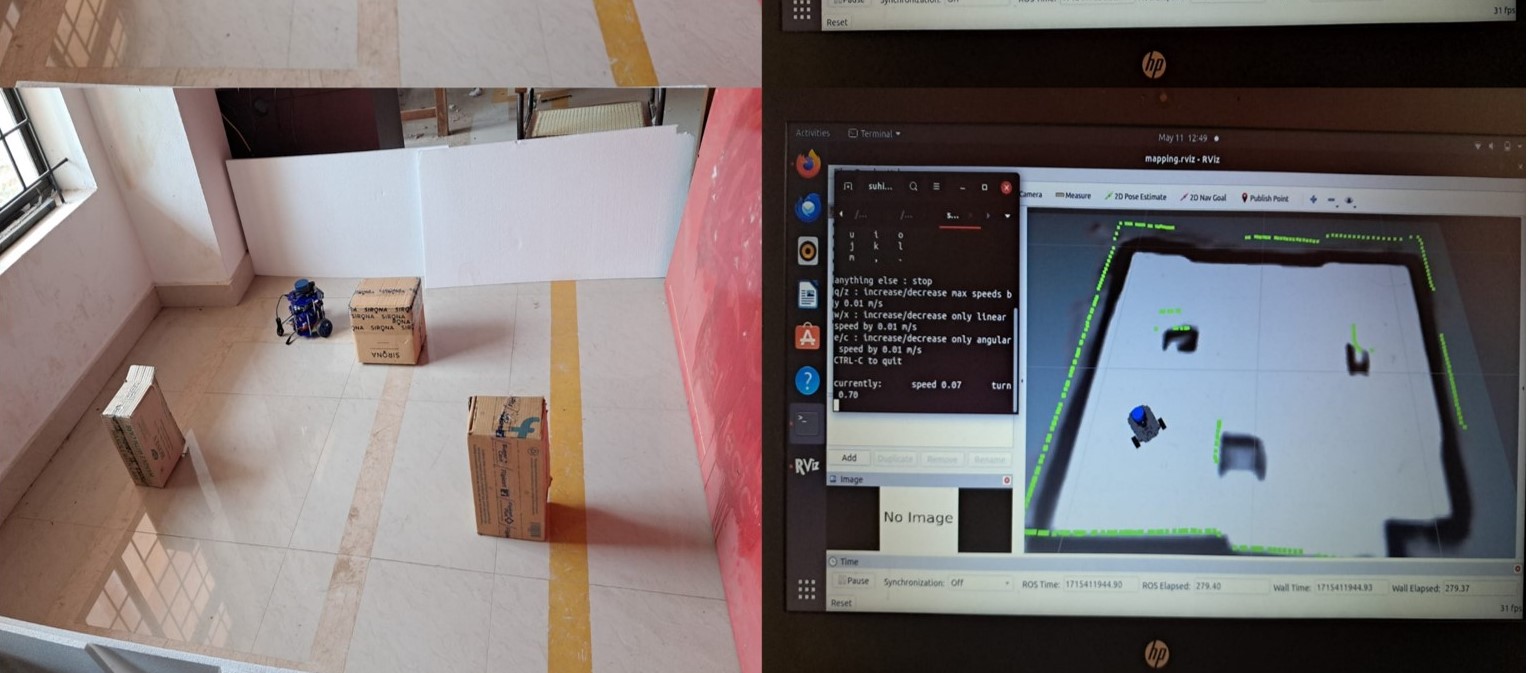 Reset
31 fps
hp
Activities
Terminal
May 11 12:49
mapping.rviz - RViz
suhi...
Camera
Measure
2D Pose Estimate
2D Nav Goal
Publish Point
/...
/...
s...
u i o
j k l
m , .
anything else : stop
q/z : increase/decrease max speeds b
y 0.01 m/s
w/x : increase/decrease only linear
speed by 0.01 m/s
e/c : increase/decrease only angular
speed by 0.01 m/s
CTRL-C to quit
currently: speed 0.07 turn
0.70
RViz
Add
Duplicate
Remove
Rename
Image
No Image
Time
Pause
Synchronization: Off
ROS Time: 1715411944.90
ROS Elapsed: 279.40
Wall Time: 1715411944.93
Wall Elapsed: 279.37
Reset
31 fps
hp
SIRONA